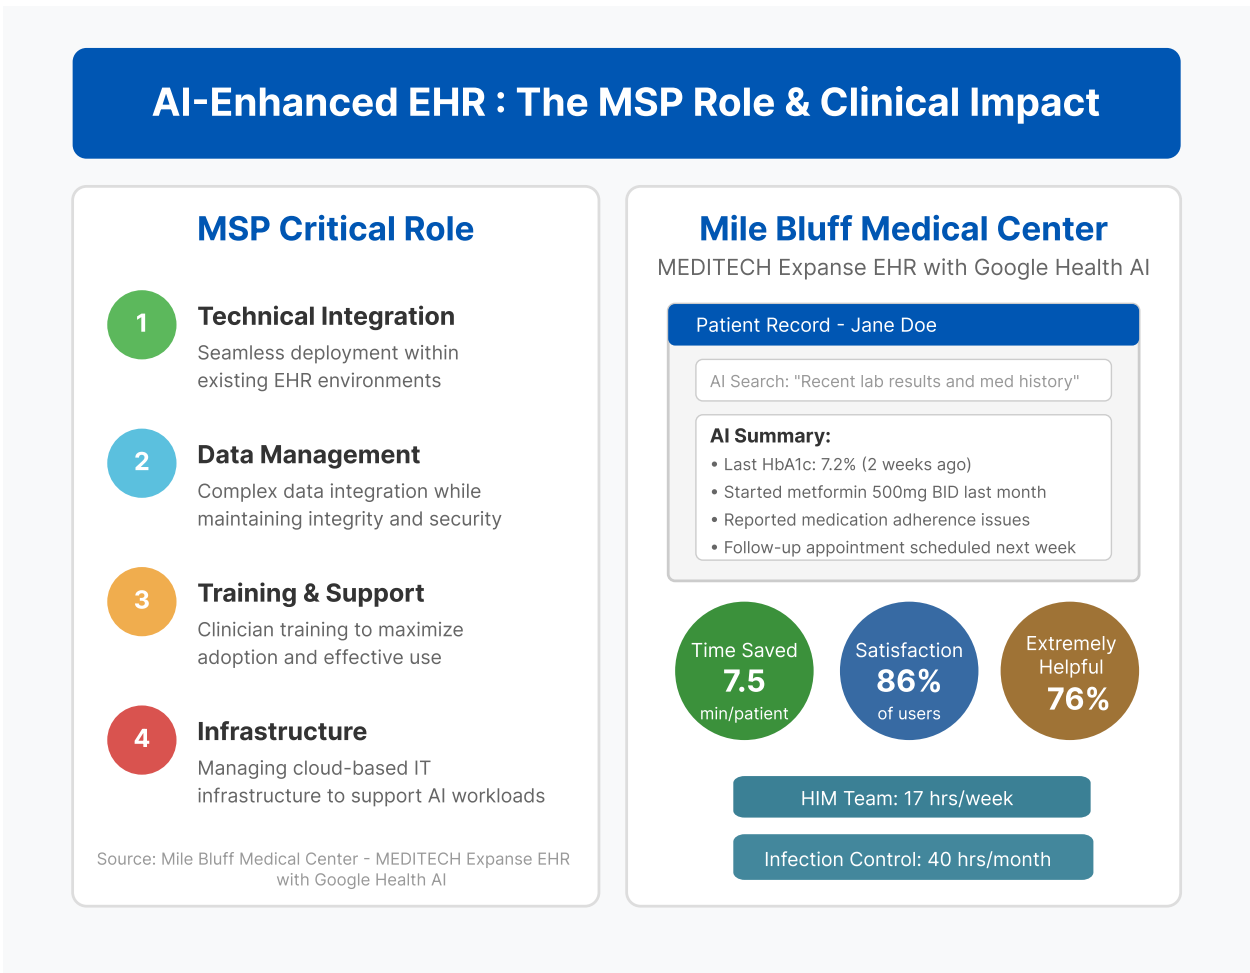 AI-Enhanced EHR : The MSP Role & Clinical Impact
MSP Critical Role
1
Technical Integration
Seamless deployment within
existing EHR environments
2
Data Management
Complex data integration while
maintaining integrity and security
3
Training & Support
Clinician training to maximize
adoption and effective use
4
Infrastructure
Managing cloud-based IT
infrastructure to support AI workloads
Source: Mile Bluff Medical Center - MEDITECH Expanse EHR
with Google Health AI
Mile Bluff Medical Center
MEDITECH Expanse EHR with Google Health AI
Patient Record - Jane Doe
AI Search: "Recent lab results and med history"
AI Summary:
• Last HbA1c: 7.2% (2 weeks ago)
• Started metformin 500mg BID last month
• Reported medication adherence issues
• Follow-up appointment scheduled next week
Time Saved
7.5
min/patient
Satisfaction
86%
of users
Extremely
Helpful
76%
HIM Team: 17 hrs/week
Infection Control: 40 hrs/month